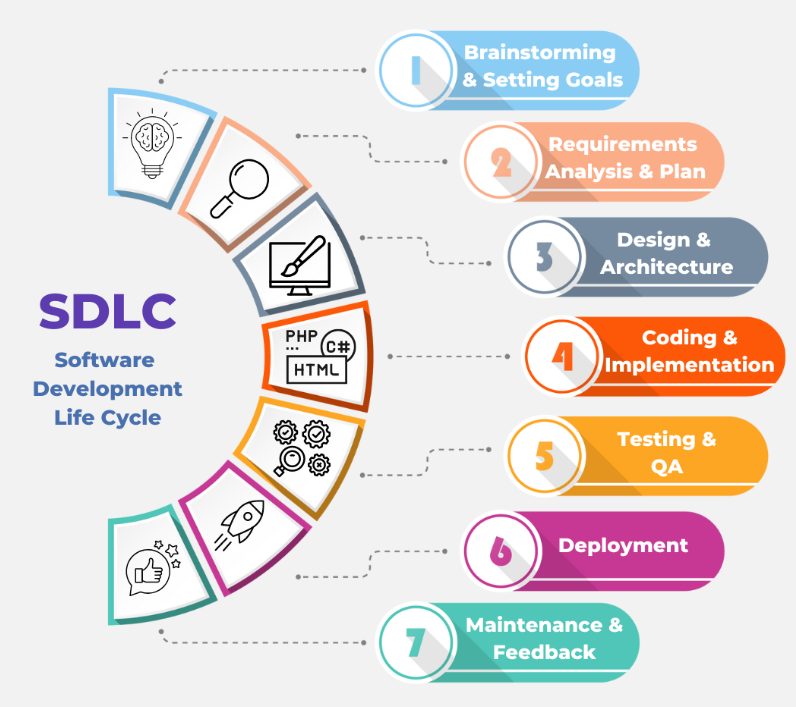 1
Brainstorming
& Setting Goals
2
Requirements
Analysis & Plan
3
Design &
Architecture
SDLC
Software
Development
Life Cycle
PHP
...
C#
HTML
4
Coding &
Implementation
5
Testing &
QA
6
Deployment
7
Maintenance &
Feedback